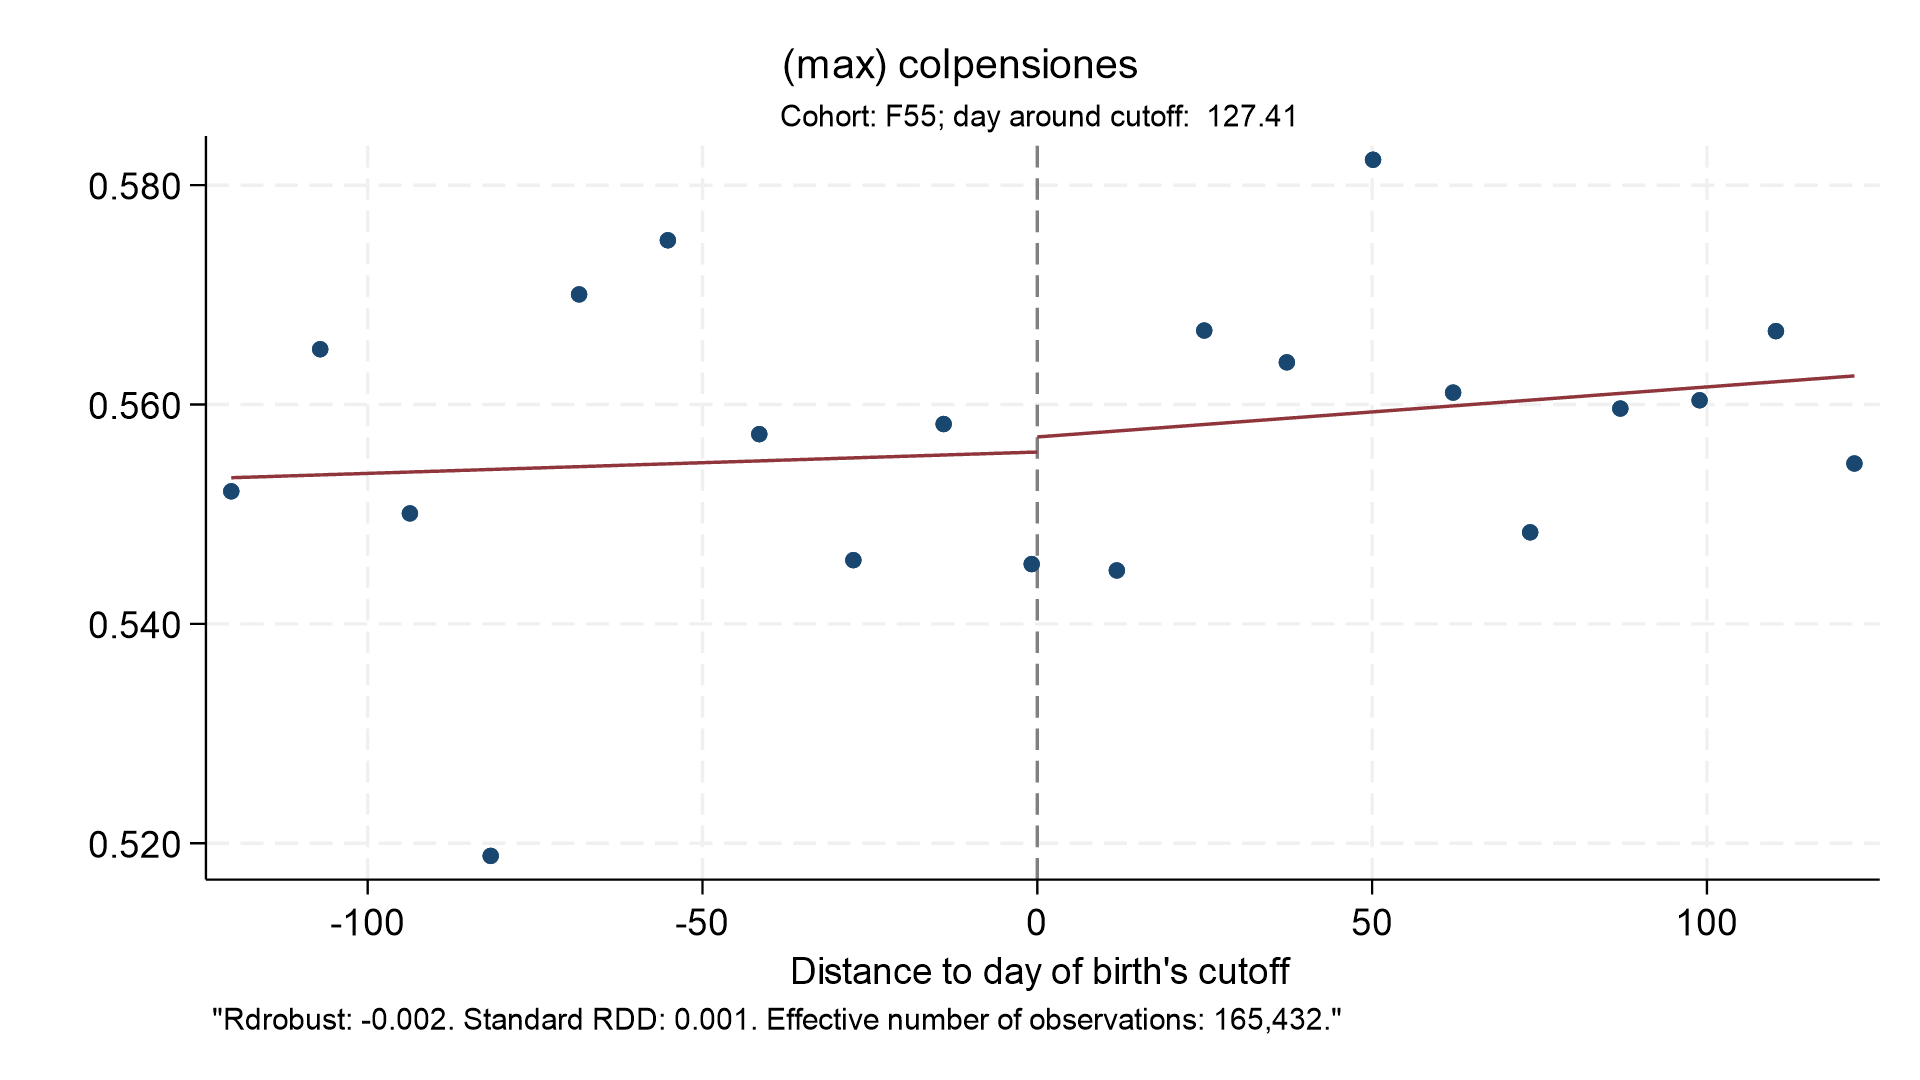 (max) colpensiones
Cohort: F55; day around cutoff:  127.41
0.580
0.560
0.540
0.520
-100 -50 0 50 100
Distance to day of birth's cutoff
"Rdrobust: -0.002. Standard RDD: 0.001. Effective number of observations: 165,432."